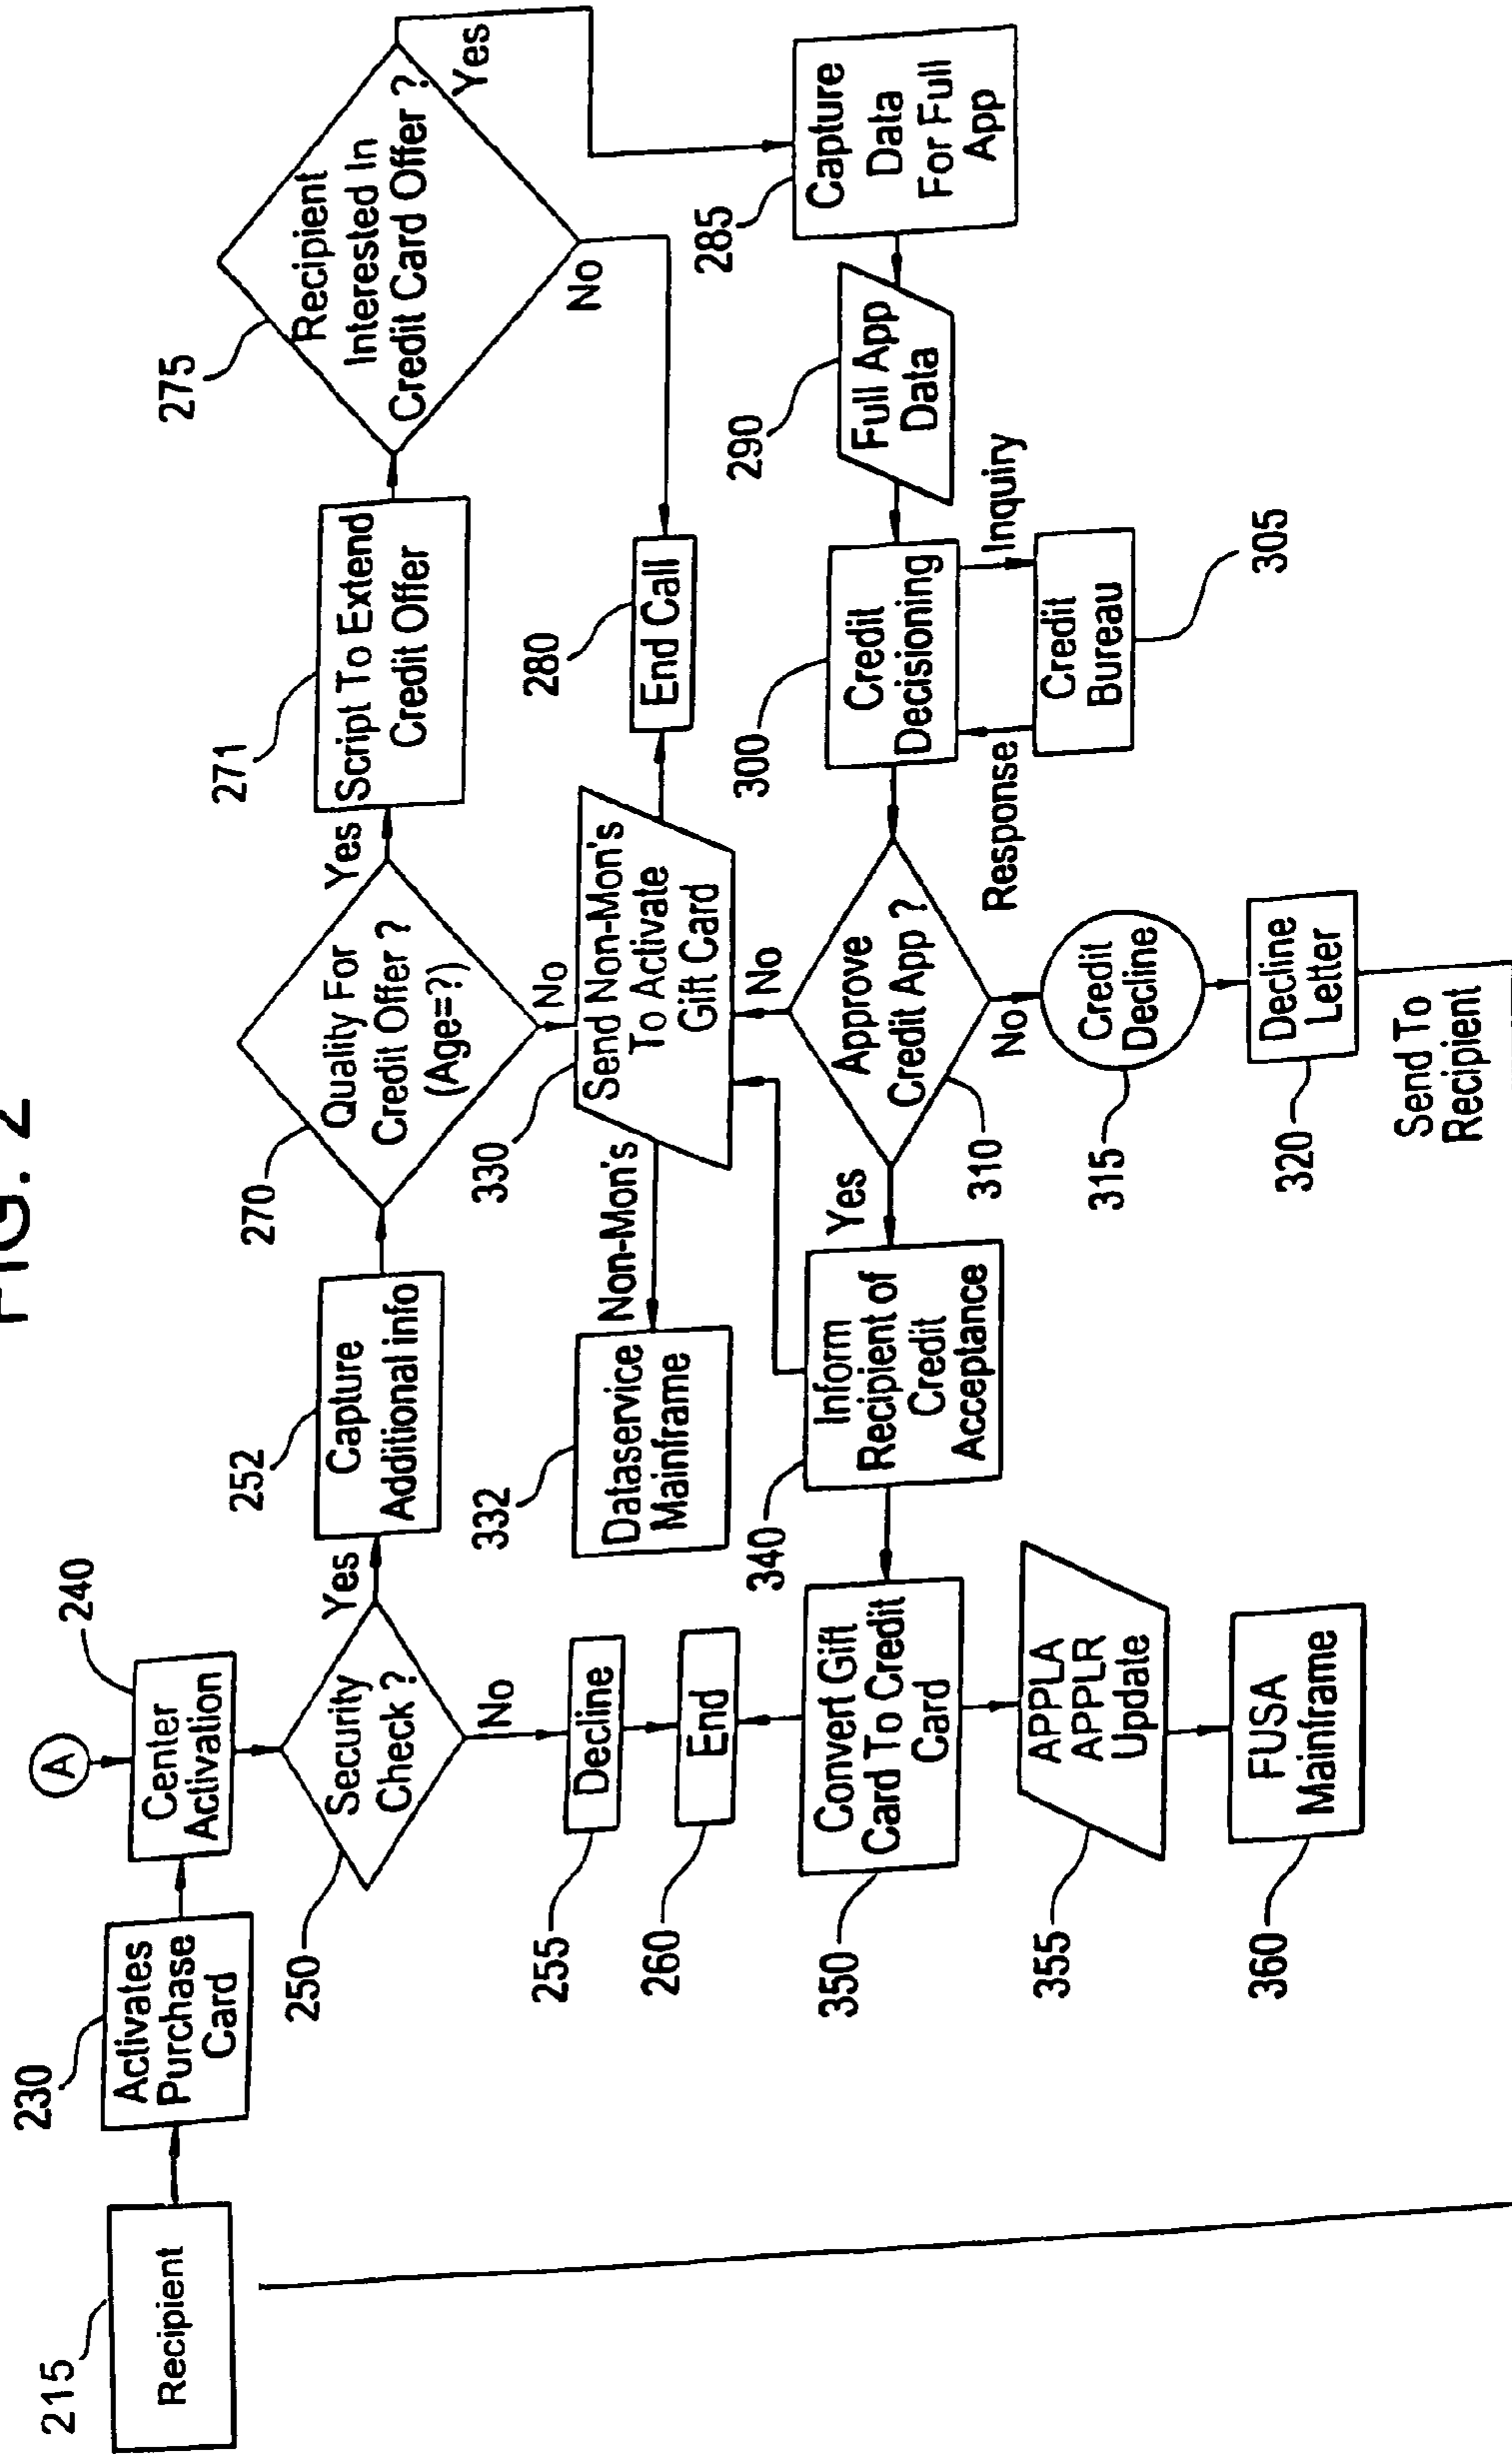 FIG. 2
215
Recipient
230
Activates
Purchase
Card
A
240
Center
Activation
250
Security
Check ?
Yes
No
252
Capture
Additional info
270
Quality For
Credit Offer ?
(Age=?)
Yes
No
271
Script To Extend
Credit Offer
275
Recipient
Interested In
Credit Card Offer ?
Yes
No
255
Decline
260
End
332
Dataservice
Mainframe
Non-Mon's
330
Send Non-Mon's
To Activate
Gift Card
280
End Call
285
Capture
Data
For Full
App
290
Full App
Data
300
Credit
Decisioning
Inquiry
Response
305
Credit
Bureau
310
Approve
Credit App ?
No
Yes
No
340
Inform
Recipient of
Credit
Acceptance
350
Convert Gift
Card To Credit
Card
355
APPLA
APPLR
Update
360
FUSA
Mainframe
315
Credit
Decline
320
Decline
Letter
Send To
Recipient